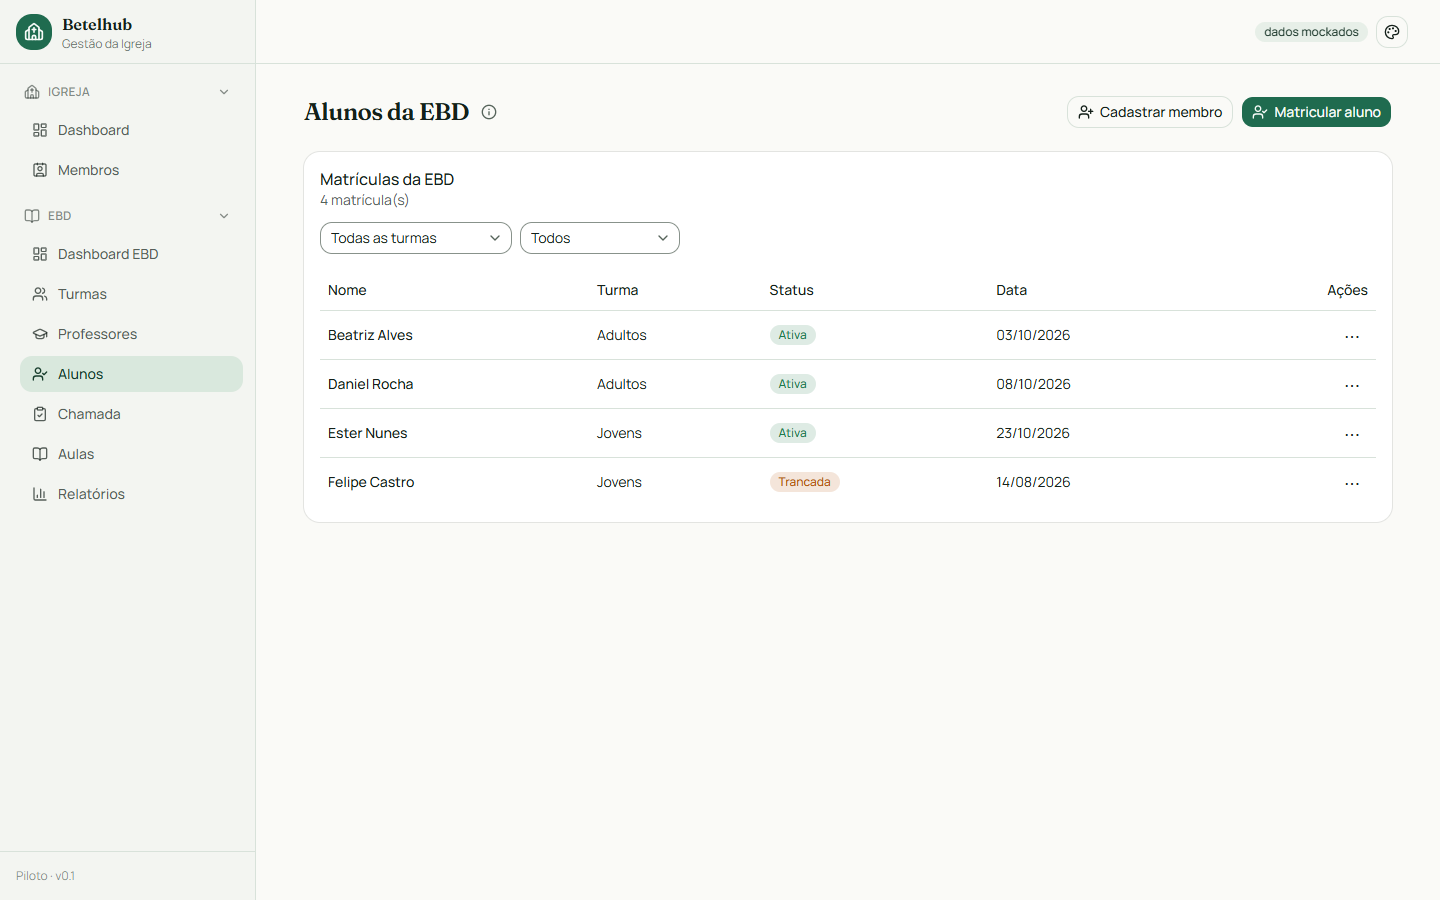 Betelhub
Gestão da Igreja
dados mockados
IGREJA
Dashboard
Membros
EBD
Dashboard EBD
Turmas
Professores
Alunos
Chamada
Aulas
Relatórios
Piloto · v0.1
Alunos da EBD
Cadastrar membro
Matricular aluno
Matrículas da EBD
4 matrícula(s)
Todas as turmas Todos
Nome Turma Status Data Ações
Beatriz Alves Adultos Ativa 03/10/2026 ...
Daniel Rocha Adultos Ativa 08/10/2026 ...
Ester Nunes Jovens Ativa 23/10/2026 ...
Felipe Castro Jovens Trancada 14/08/2026 ...